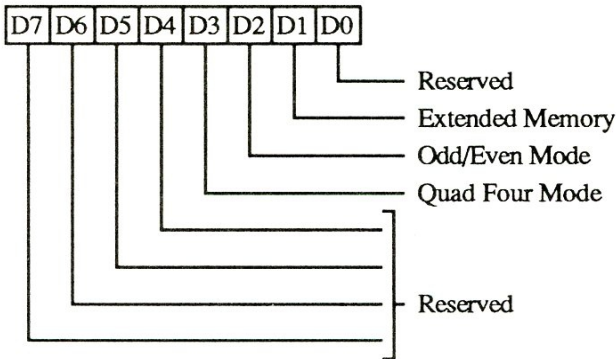 D7 D6 D5 D4 D3 D2 D1 D0
Reserved
Extended Memory
Odd/Even Mode
Quad Four Mode
Reserved